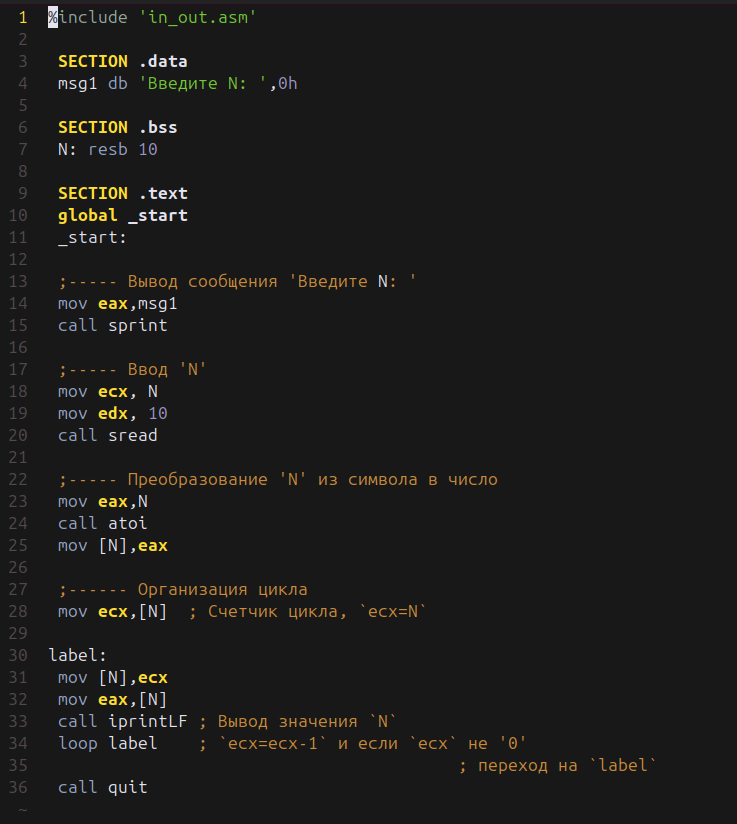 1 %include 'in_out.asm'
2
3 SECTION .data
4 msg1 db 'Введите N: ',0h
5
6 SECTION .bss
7 N: resb 10
8
9 SECTION .text
10 global _start
11 _start:
12
13 ;----- Вывод сообщения 'Введите N: '
14 mov eax,msg1
15 call sprint
16
17 ;----- Ввод 'N'
18 mov ecx, N
19 mov edx, 10
20 call sread
21
22 ;----- Преобразование 'N' из символа в число
23 mov eax,N
24 call atoi
25 mov [N],eax
26
27 ;------ Организация цикла
28 mov ecx,[N]  ; Счетчик цикла, `ecx=N`
29
30 label:
31 mov [N],ecx
32 mov eax,[N]
33 call iprintLF ; Вывод значения `N`
34 loop label    ; `ecx=ecx-1` и если `ecx` не '0'
35 ; переход на `label`
36 call quit
~